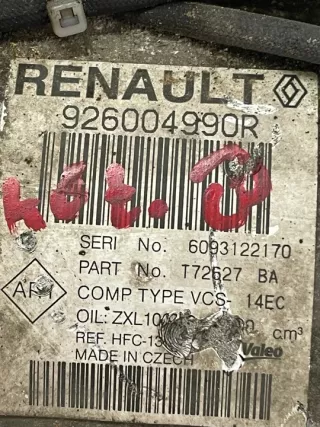 RENAULT
926004990R
SERI No. 6093122170
PART No. T72627 BA
COMP TYPE VCS- 14EC
OIL: ZXL100 cm³
REF. HFC-13
MADE IN CZECH
Valeo